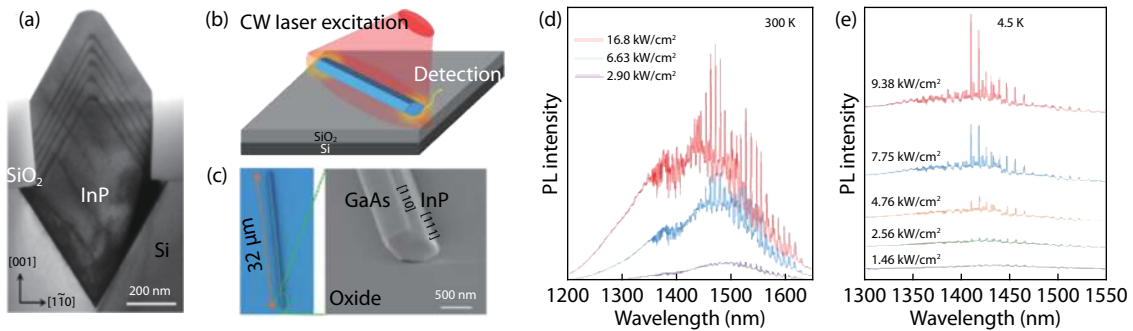 (a)
SiO₂
InP
Si
[001]
[11̄0]
200 nm
(b)
CW laser excitation
Detection
SiO₂
Si
(c)
32 μm
GaAs
[110]
InP
[111]
Oxide
500 nm
(d)
300 K
16.8 kW/cm²
6.63 kW/cm²
2.90 kW/cm²
PL intensity
1200 1300 1400 1500 1600
Wavelength (nm)
(e)
4.5 K
9.38 kW/cm²
7.75 kW/cm²
4.76 kW/cm²
2.56 kW/cm²
1.46 kW/cm²
PL intensity
1300 1350 1400 1450 1500 1550
Wavelength (nm)